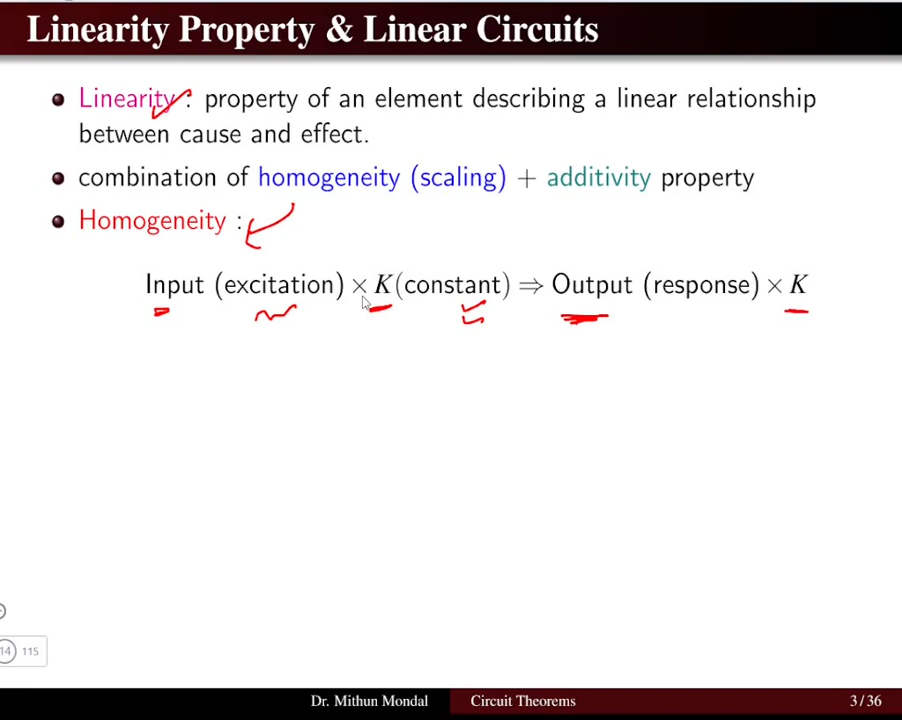 Linearity Property & Linear Circuits
Linearity : property of an element describing a linear relationship
between cause and effect.
combination of homogeneity (scaling) + additivity property
Homogeneity :
Input (excitation) × K(constant) ⇒ Output (response) × K
14 115
Dr. Mithun Mondal Circuit Theorems 3 / 36